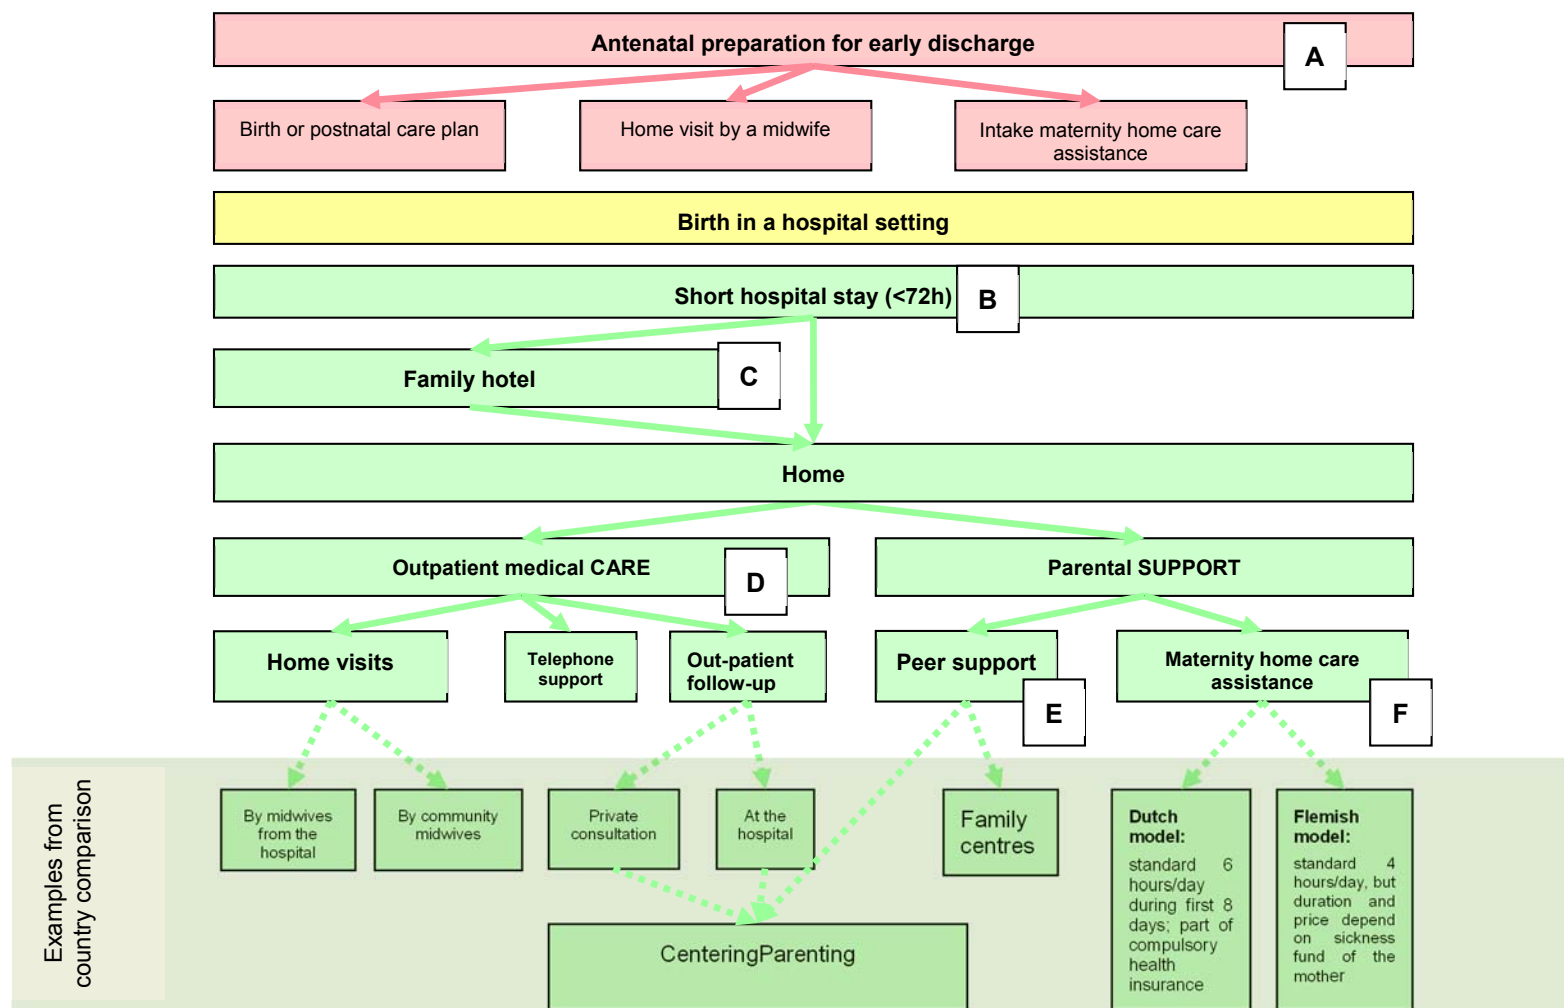 Antenatal preparation for early discharge
A
Birth or postnatal care plan
Home visit by a midwife
Intake maternity home care
assistance
Birth in a hospital setting
Short hospital stay (<72h)
B
Family hotel
C
Home
Outpatient medical CARE
D
Parental SUPPORT
Home visits
Telephone
support
Out-patient
follow-up
Peer support
E
Maternity home care
assistance
F
Examples from
country comparison
By midwives
from the
hospital
By community
midwives
Private
consultation
At the
hospital
Family
centres
Dutch
model:
standard 6
hours/day
during first 8
days; part of
compulsory
health
insurance
Flemish
model:
standard 4
hours/day, but
duration and
price depend
on sickness
fund of the
mother
CenteringParenting